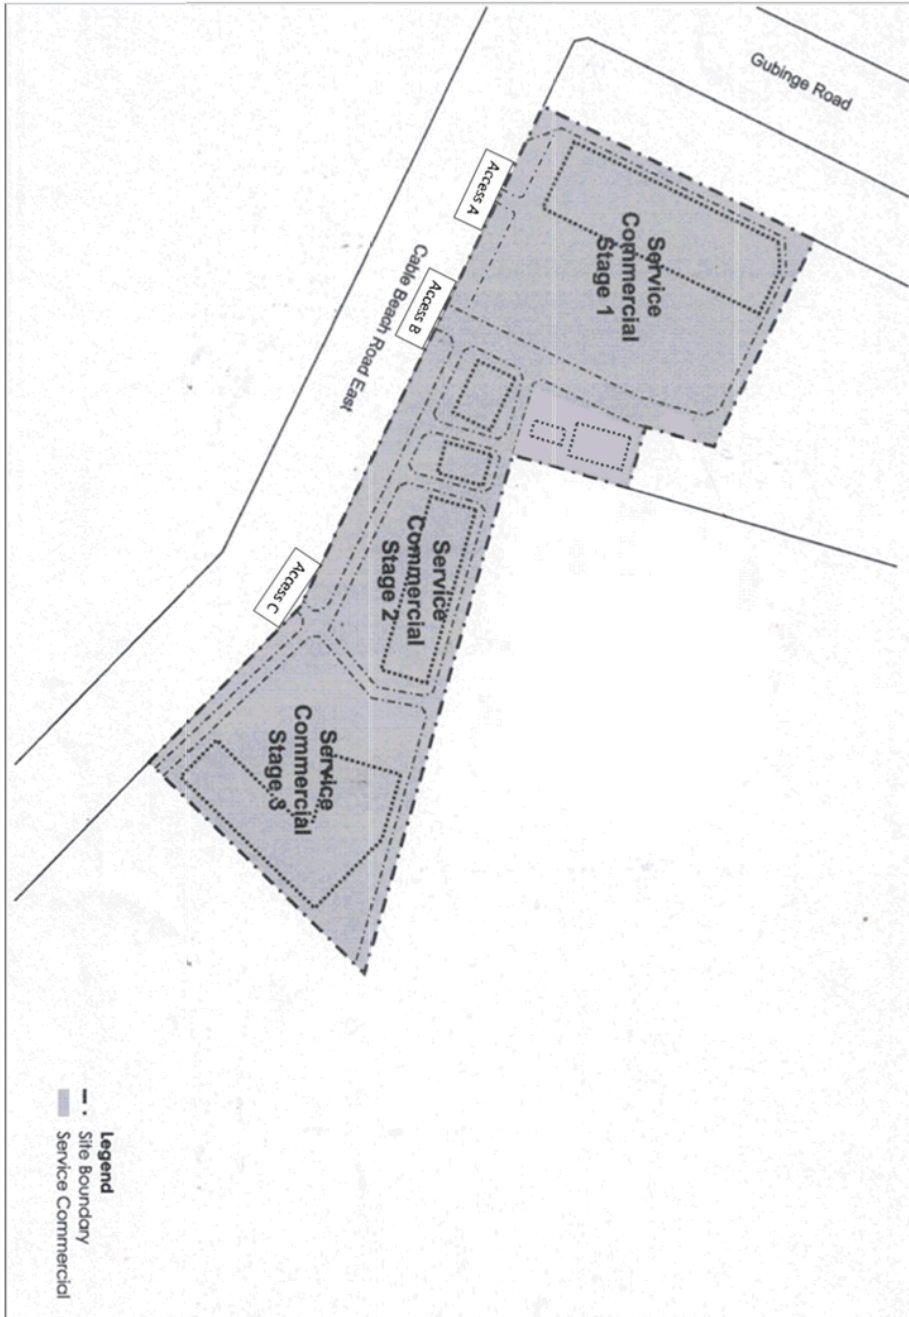 Gubinge Road
Access A
Service
Commercial
Stage 1
Access B
Cable Beach Road East
Service
Commercial
Stage 2
Access C
Service
Commercial
Stage 3
Legend
Site Boundary
Service Commercial